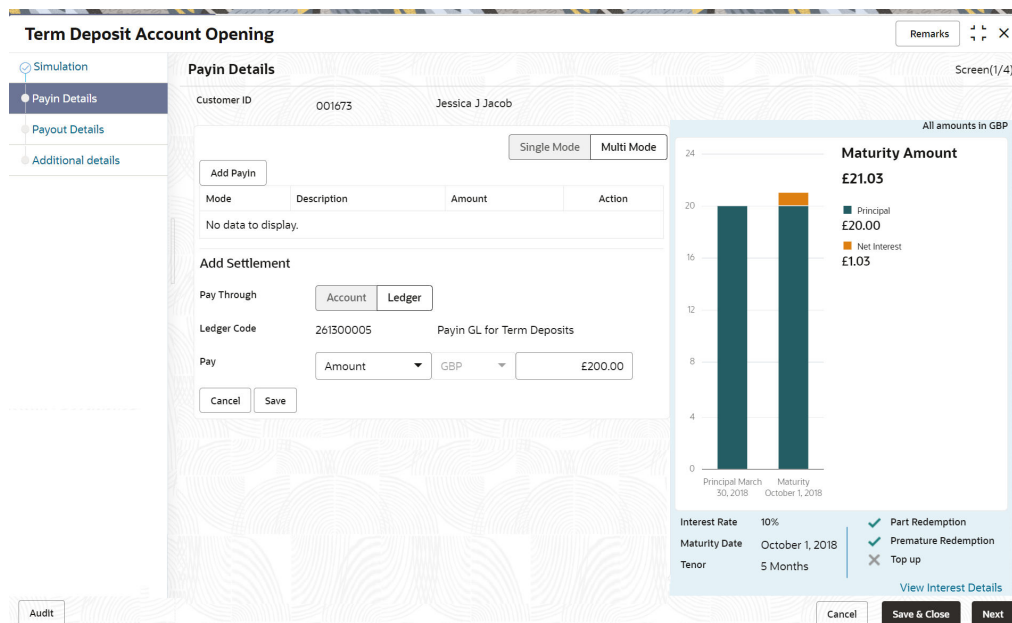 Term Deposit Account Opening
Remarks
Simulation
Payin Details
Payout Details
Additional details
Payin Details
Screen(1/4)
Customer ID 001673 Jessica J Jacob
Single Mode Multi Mode
Add Payin
Mode Description Amount Action
No data to display.
Add Settlement
Pay Through Account Ledger
Ledger Code 261300005 Payin GL for Term Deposits
Pay Amount GBP £200.00
Cancel Save
All amounts in GBP
24
20
16
12
8
4
0
Principal March
30, 2018
Maturity
October 1, 2018
Maturity Amount
£21.03
Principal
£20.00
Net Interest
£1.03
Interest Rate 10%
Maturity Date October 1, 2018
Tenor 5 Months
Part Redemption
Premature Redemption
Top up
View Interest Details
Audit
Cancel Save & Close Next